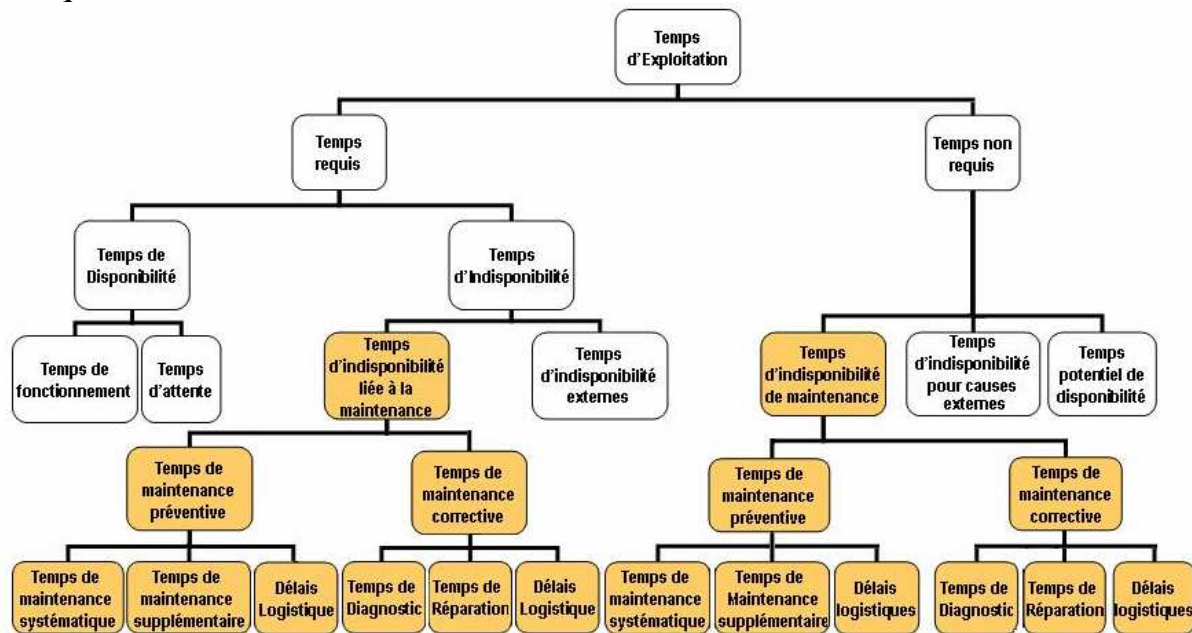 Temps
d'Exploitation
Temps
requis
Temps non
requis
Temps de
Disponibilité
Temps
d'Indisponibilité
Temps de
fonctionnement
Temps
d'attente
Temps
d'indisponibilité
liée à la
maintenance
Temps
d'indisponibilité
externes
Temps
d'indisponibilité
de maintenance
Temps
d'indisponibilité
pour causes
externes
Temps
potentiel de
disponibilité
Temps de
maintenance
préventive
Temps de
maintenance
corrective
Temps de
maintenance
préventive
Temps de
maintenance
corrective
Temps de
maintenance
systématique
Temps de
maintenance
supplémentaire
Délais
Logistique
Temps de
Diagnostic
Temps de
Réparation
Délais
Logistique
Temps de
maintenance
systématique
Temps de
Maintenance
supplémentaire
Délais
logistiques
Temps de
Diagnostic
Temps de
Réparation
Délais
logistiques